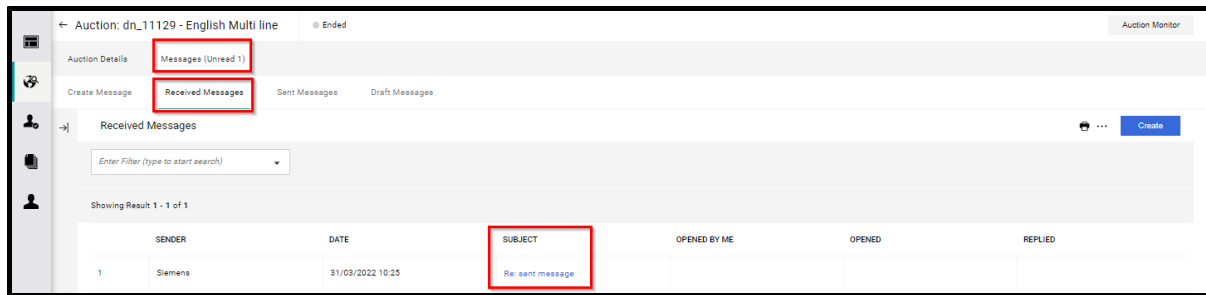 ← Auction: dn_11129 - English Multi line Ended Auction Monitor
Auction Details Messages (Unread 1)
Create Message Received Messages Sent Messages Draft Messages
Received Messages ... Create
Enter Filter (type to start search)
Showing Result 1 - 1 of 1
SENDER DATE SUBJECT OPENED BY ME OPENED REPLIED
1 Siemens 31/03/2022 10:25 Re: sent message